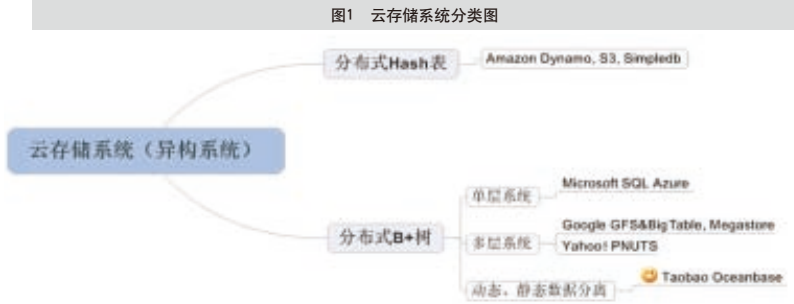 图1 云存储系统分类图
分布式Hash表
Amazon Dynamo, S3, Simpledb
云存储系统（异构系统）
分布式B+树
单层系统
Microsoft SQL Azure
多层系统
Google GFS&BigTable, Megastore
Yahoo! PNUTS
动态、静态数据分离
Taobao Oceanbase